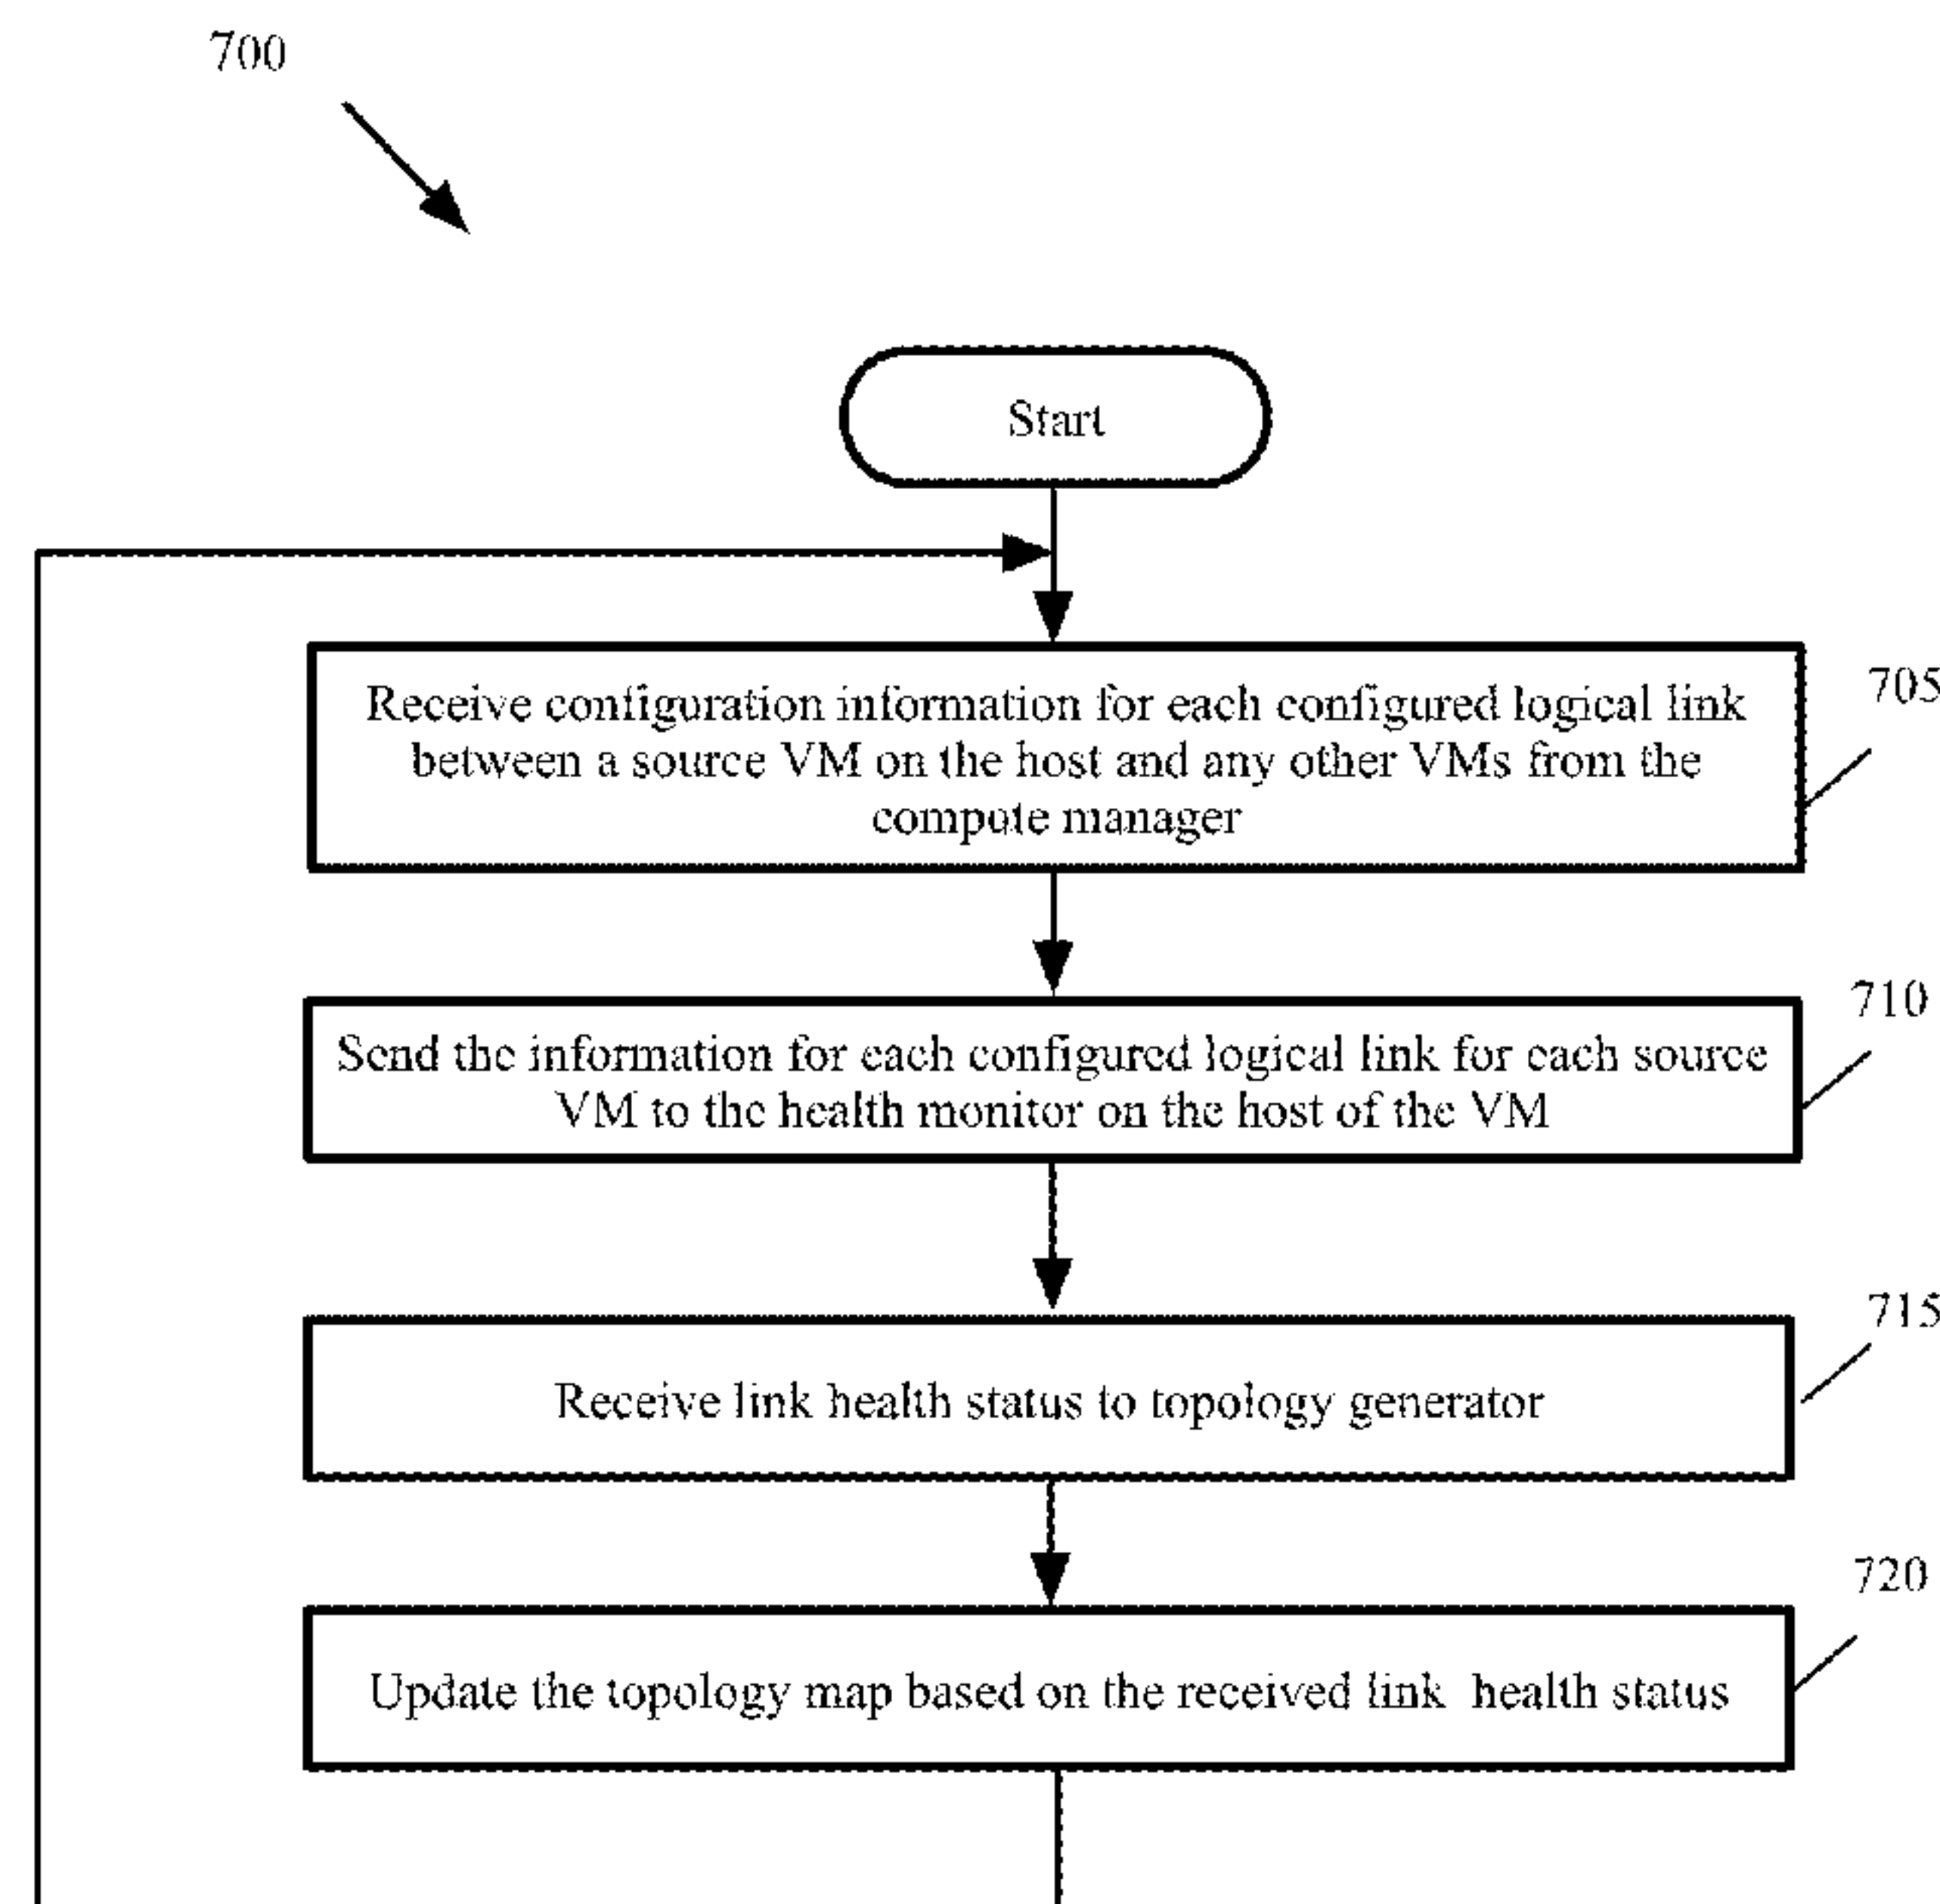 700
Start
Receive configuration information for each configured logical link
between a source VM on the host and any other VMs from the
compute manager
705
Send the information for each configured logical link for each source
VM to the health monitor on the host of the VM
710
Receive link health status to topology generator
715
Update the topology map based on the received link health status
720